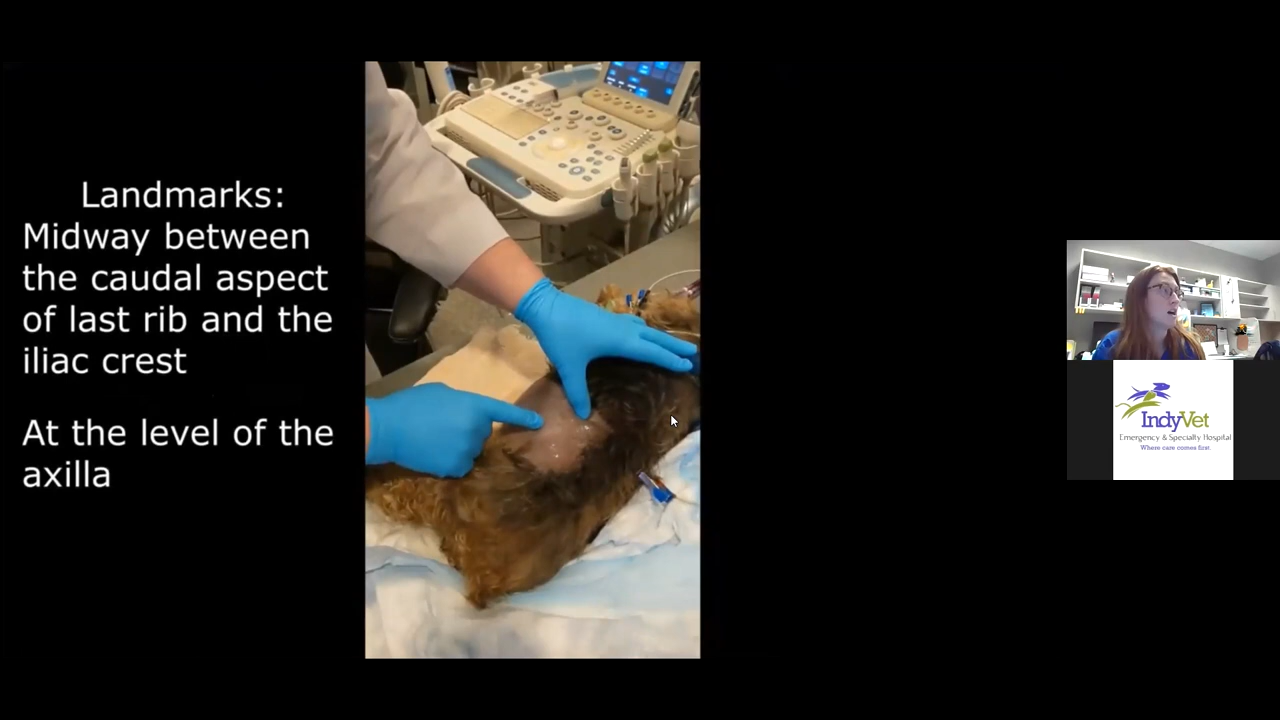 Landmarks:
Midway between
the caudal aspect
of last rib and the
iliac crest
At the level of the
axilla
IndyVet
Emergency & Specialty Hospital
Where care comes first.